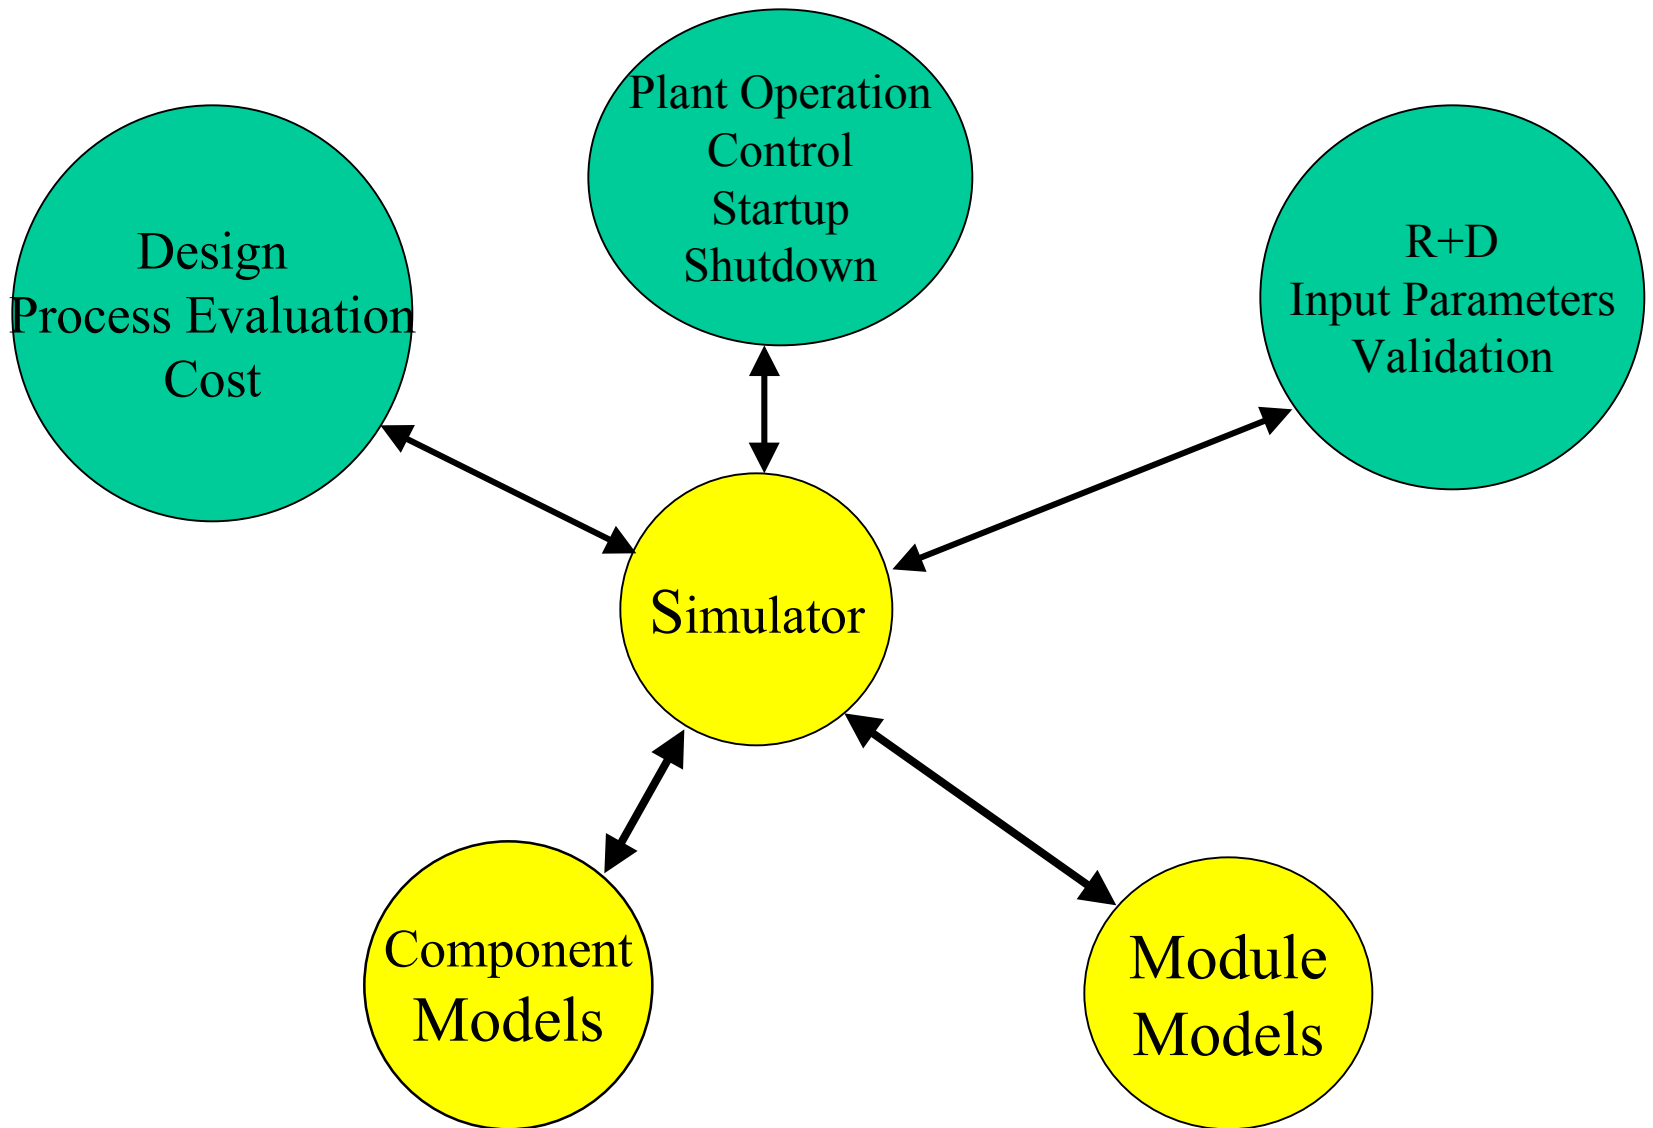 Plant Operation
Control
Startup
Shutdown
Design
Process Evaluation
Cost
R+D
Input Parameters
Validation
Simulator
Component
Models
Module
Models